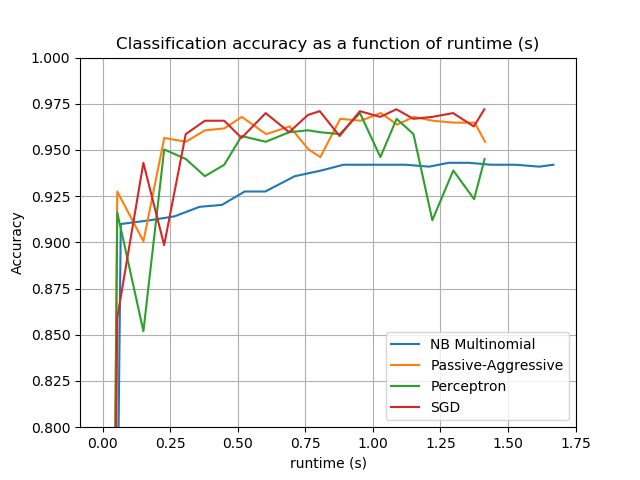 Classification accuracy as a function of runtime (s)
1.000
0.975
0.950
0.925
0.900
0.875
0.850
0.825
0.800
Accuracy
NB Multinomial
Passive-Aggressive
Perceptron
SGD
0.00 0.25 0.50 0.75 1.00 1.25 1.50 1.75
runtime (s)